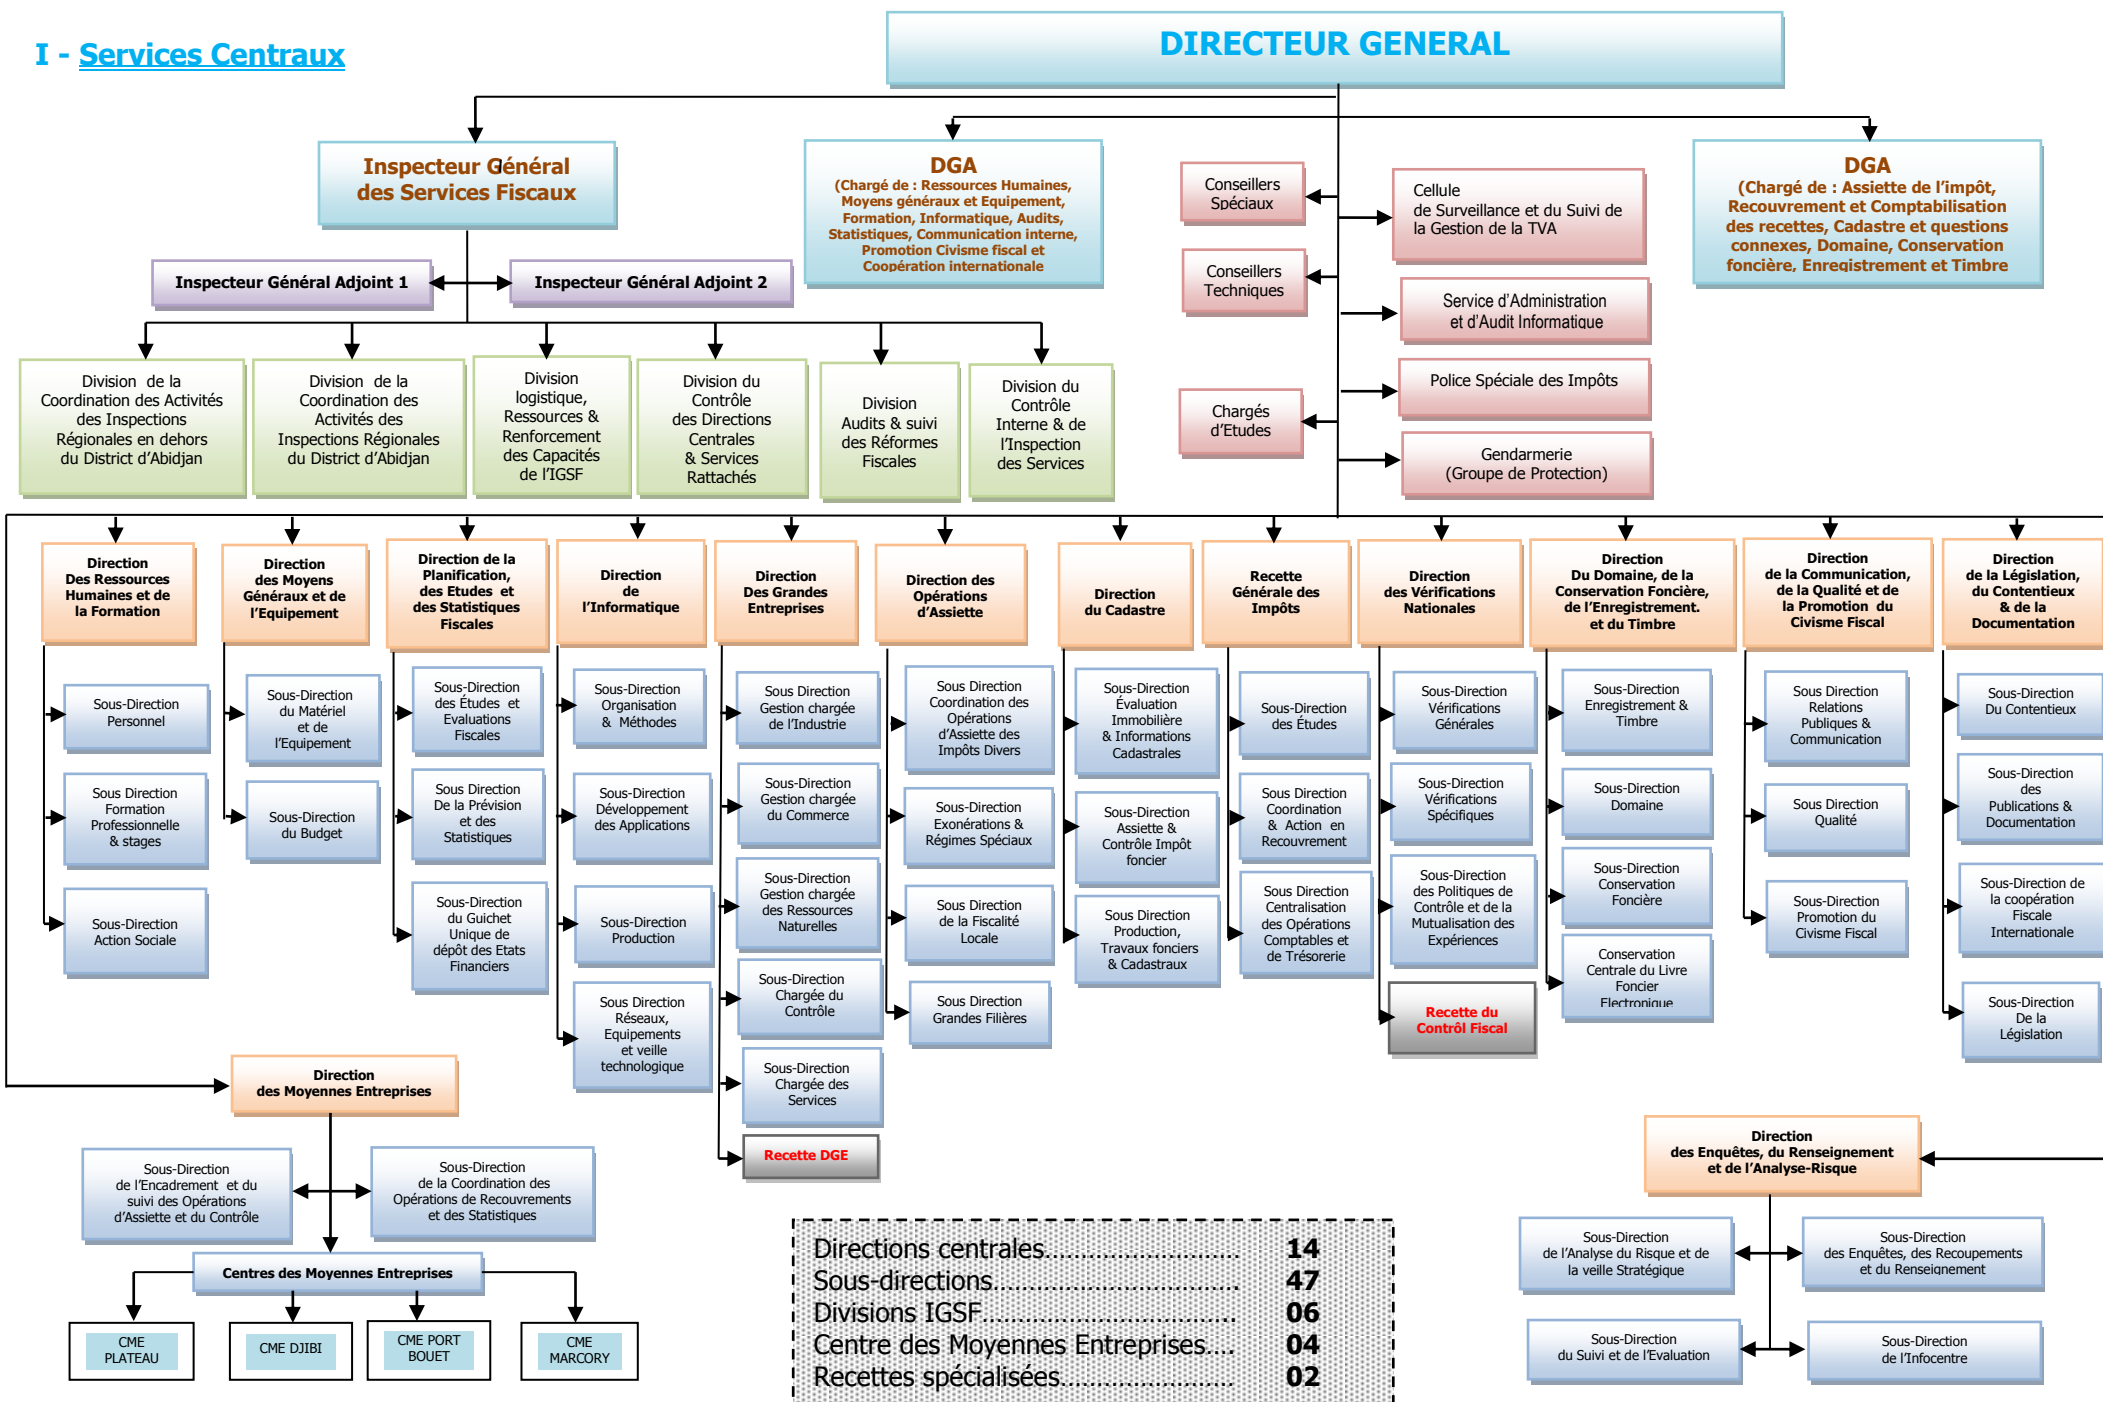 I - Services Centraux
DIRECTEUR GENERAL
Inspecteur Général
des Services Fiscaux
DGA
(Chargé de : Ressources Humaines,
Moyens généraux et Equipement,
Formation, Informatique, Audits,
Statistiques, Communication interne,
Promotion Civisme fiscal et
Coopération internationale
Conseillers
Spéciaux
Cellule
de Surveillance et du Suivi de
la Gestion de la TVA
DGA
(Chargé de : Assiette de l'impôt,
Recouvrement et Comptabilisation
des recettes, Cadastre et questions
connexes, Domaine, Conservation
foncière, Enregistrement et Timbre
Inspecteur Général Adjoint 1
Inspecteur Général Adjoint 2
Conseillers
Techniques
Service d'Administration
et d'Audit Informatique
Police Spéciale des Impôts
Chargés
d'Etudes
Gendarmerie
(Groupe de Protection)
Division de la
Coordination des Activités
des Inspections
Régionales en dehors
du District d'Abidjan
Division de la
Coordination des
Activités des
Inspections Régionales
du District d'Abidjan
Division
logistique,
Ressources &
Renforcement
des Capacités
de l'IGSF
Division du
Contrôle
des Directions
Centrales
& Services
Rattachés
Division
Audits & suivi
des Réformes
Fiscales
Division du
Contrôle
Interne & de
l'Inspection
des Services
Direction
Des Ressources
Humaines et de
la Formation
Direction
des Moyens
Généraux et de
l'Equipement
Direction de la
Planification,
des Etudes et
des Statistiques
Fiscales
Direction
de
l'Informatique
Direction
Des Grandes
Entreprises
Direction des
Opérations
d'Assiette
Direction
du Cadastre
Recette
Générale des
Impôts
Direction
des Vérifications
Nationales
Direction
Du Domaine, de la
Conservation Foncière,
de l'Enregistrement.
et du Timbre
Direction
de la Communication,
de la Qualité et de
la Promotion du
Civisme Fiscal
Direction
de la Législation,
du Contentieux
& de la
Documentation
Sous-Direction
Personnel
Sous Direction
Formation
Professionnelle
& stages
Sous-Direction
Action Sociale
Sous-Direction
du Matériel
et de
l'Equipement
Sous-Direction
du Budget
Sous-Direction
des Études et
Evaluations
Fiscales
Sous Direction
De la Prévision
et des
Statistiques
Sous-Direction
du Guichet
Unique de
dépôt des Etats
Financiers
Sous-Direction
Organisation
& Méthodes
Sous-Direction
Développement
des Applications
Sous-Direction
Production
Sous Direction
Réseaux,
Equipements
et veille
technologique
Sous Direction
Gestion chargée
de l'Industrie
Sous-Direction
Gestion chargée
du Commerce
Sous-Direction
Gestion chargée
des Ressources
Naturelles
Sous-Direction
Chargée du
Contrôle
Sous-Direction
Chargée des
Services
Recette DGE
Sous Direction
Coordination des
Opérations
d'Assiette des
Impôts Divers
Sous-Direction
Exonérations &
Régimes Spéciaux
Sous Direction
de la Fiscalité
Locale
Sous Direction
Grandes Filières
Sous-Direction
Évaluation
Immobilière
& Informations
Cadastrales
Sous-Direction
Assiette &
Contrôle Impôt
foncier
Sous Direction
Production,
Travaux fonciers
& Cadastraux
Sous-Direction
des Études
Sous Direction
Coordination
& Action en
Recouvrement
Sous Direction
Centralisation
des Opérations
Comptables et
de Trésorerie
Sous-Direction
Vérifications
Générales
Sous-Direction
Vérifications
Spécifiques
Sous-Direction
des Politiques de
Contrôle et de la
Mutualisation des
Expériences
Recette du
Contrôl Fiscal
Sous-Direction
Enregistrement &
Timbre
Sous-Direction
Domaine
Sous-Direction
Conservation
Foncière
Conservation
Centrale du Livre
Foncier
Electronique
Sous Direction
Relations
Publiques &
Communication
Sous Direction
Qualité
Sous-Direction
Promotion du
Civisme Fiscal
Sous-Direction
Du Contentieux
Sous-Direction
des
Publications &
Documentation
Sous-Direction de
la coopération
Fiscale
Internationale
Sous-Direction
De la
Législation
Direction
des Moyennes Entreprises
Sous-Direction
de l'Encadrement et du
suivi des Opérations
d'Assiette et du Contrôle
Sous-Direction
de la Coordination des
Opérations de Recouvrements
et des Statistiques
Centres des Moyennes Entreprises
CME
PLATEAU
CME DJIBI
CME PORT
BOUET
CME
MARCORY
Directions centrales............................ 14
Sous-directions................................... 47
Divisions IGSF.................................... 06
Centre des Moyennes Entreprises.... 04
Recettes spécialisées......................... 02
Direction
des Enquêtes, du Renseignement
et de l'Analyse-Risque
Sous-Direction
de l'Analyse du Risque et de
la veille Stratégique
Sous-Direction
des Enquêtes, des Recoupements
et du Renseignement
Sous-Direction
du Suivi et de l'Evaluation
Sous-Direction
de l'Infocentre